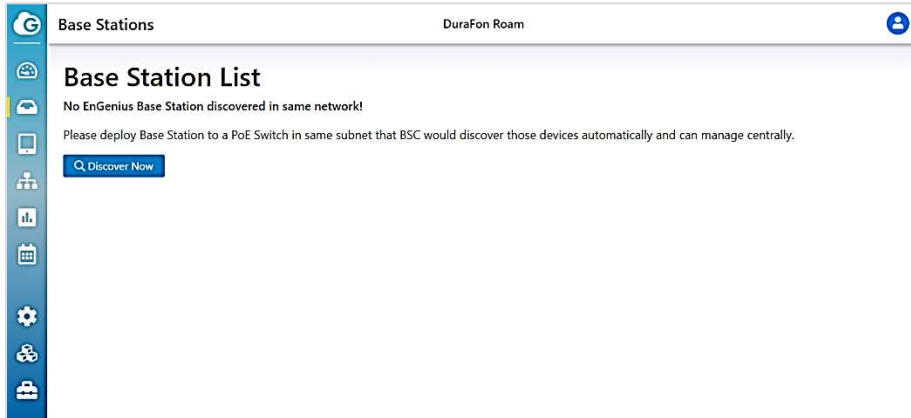 G
Base Stations
DuraFon Roam
Base Station List
No EnGenius Base Station discovered in same network!
Please deploy Base Station to a PoE Switch in same subnet that BSC would discover those devices automatically and can manage centrally.
Discover Now